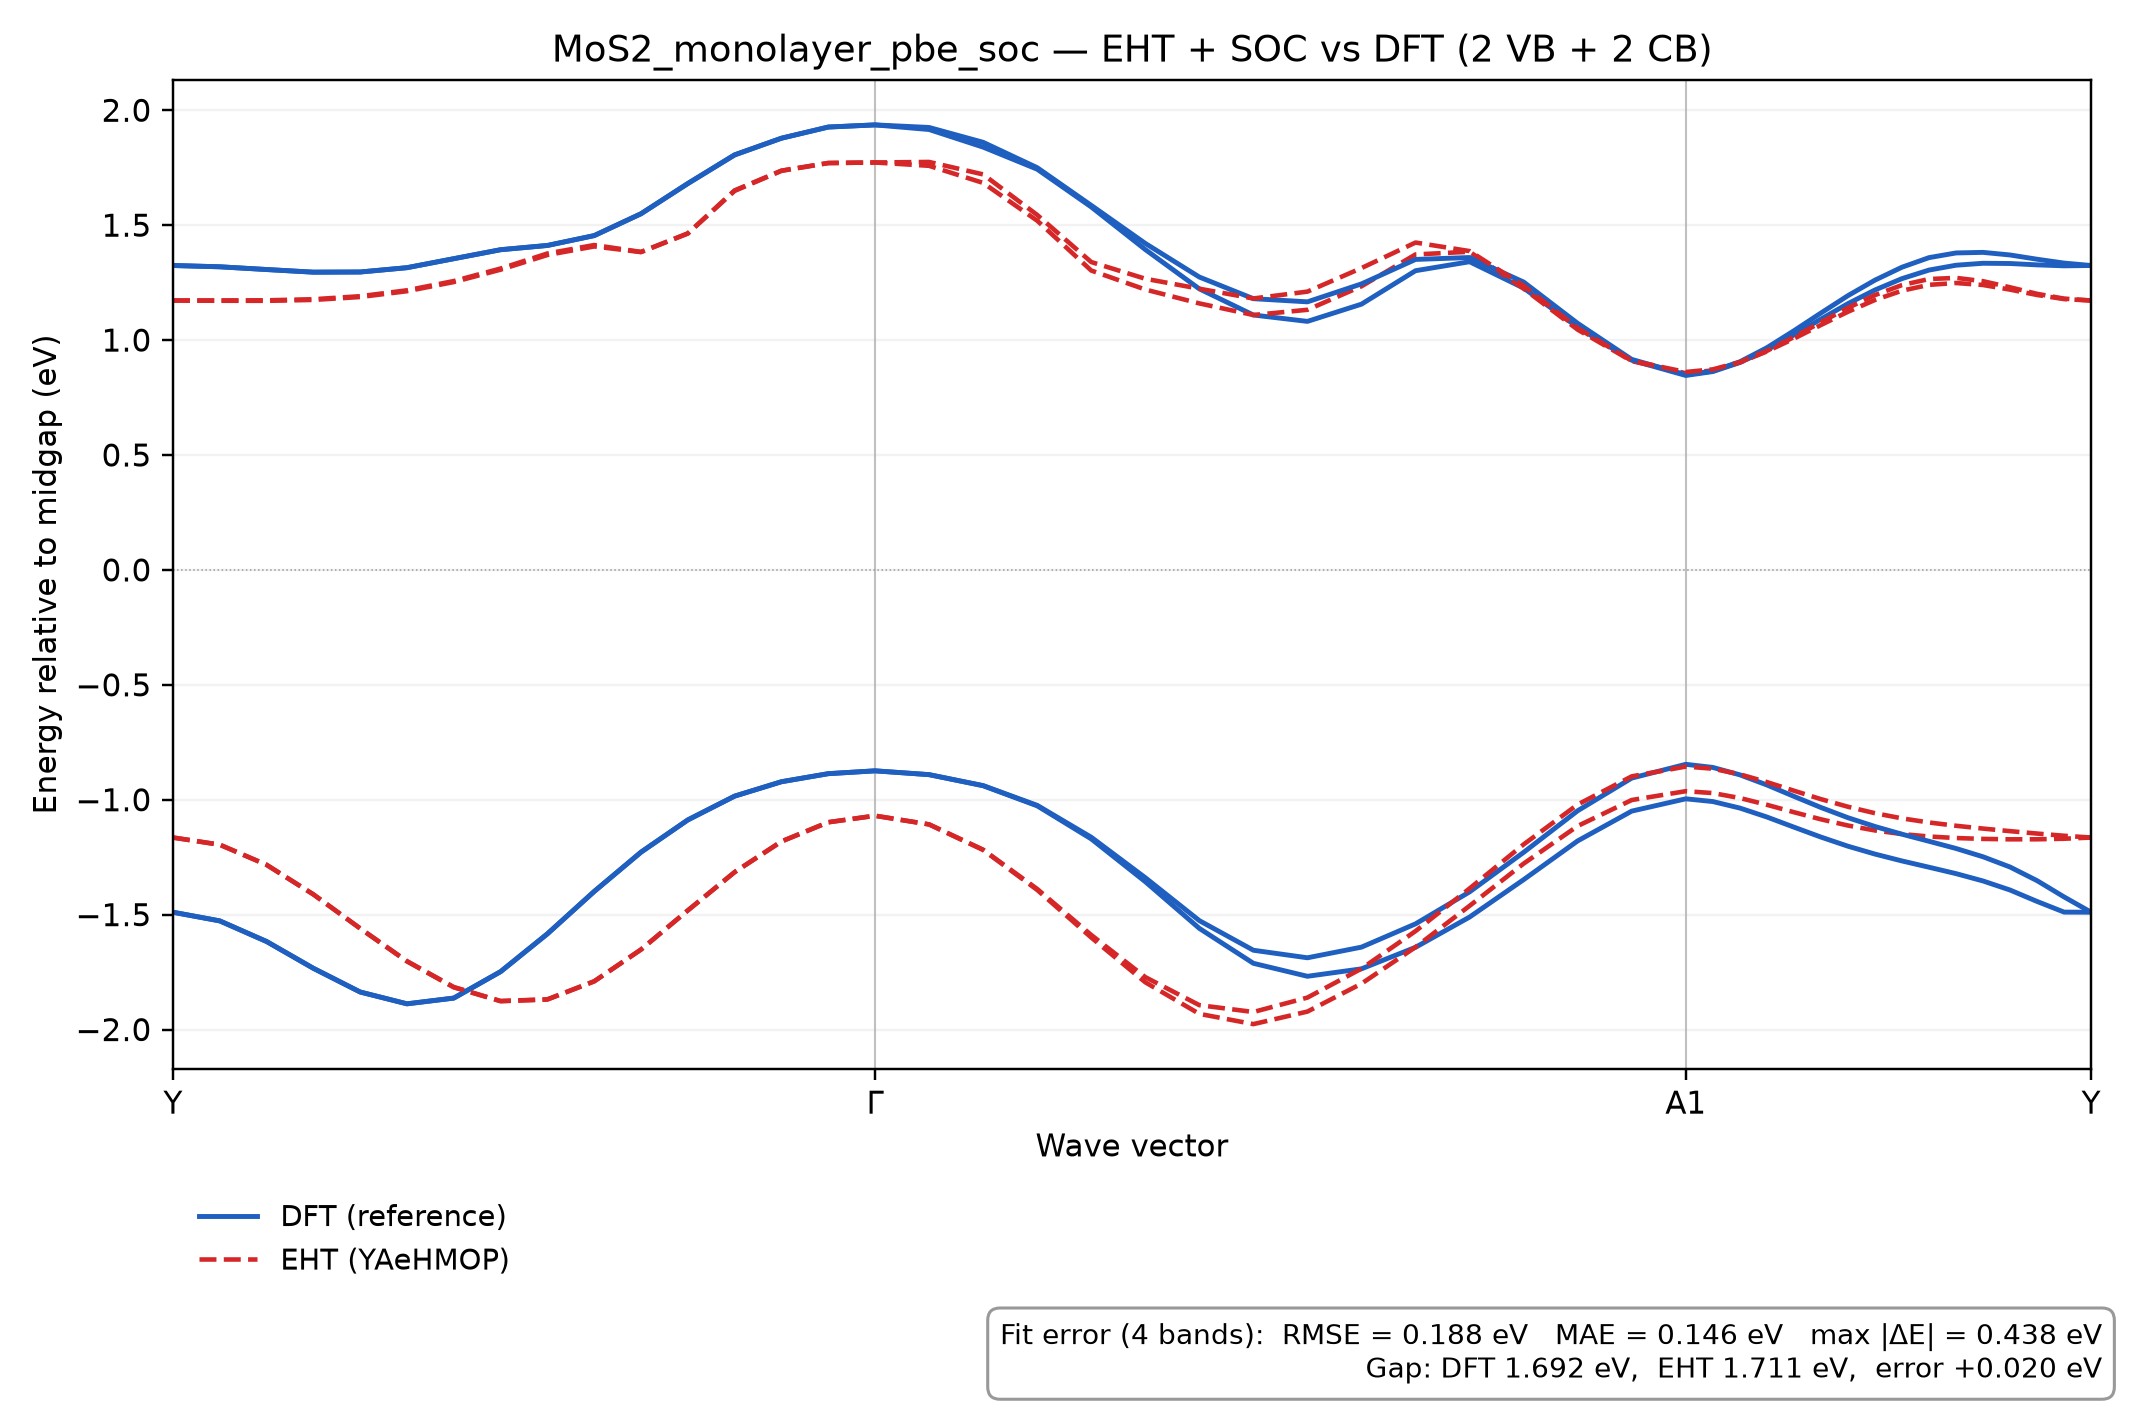 MoS2_monolayer_pbe_soc — EHT + SOC vs DFT (2 VB + 2 CB)
Energy relative to midgap (eV)
2.0
1.5
1.0
0.5
0.0
−0.5
−1.0
−1.5
−2.0
Y
Γ
A1
Y
Wave vector
DFT (reference)
EHT (YAeHMOP)
Fit error (4 bands):  RMSE = 0.188 eV   MAE = 0.146 eV   max |ΔE| = 0.438 eV
Gap: DFT 1.692 eV,  EHT 1.711 eV,  error +0.020 eV